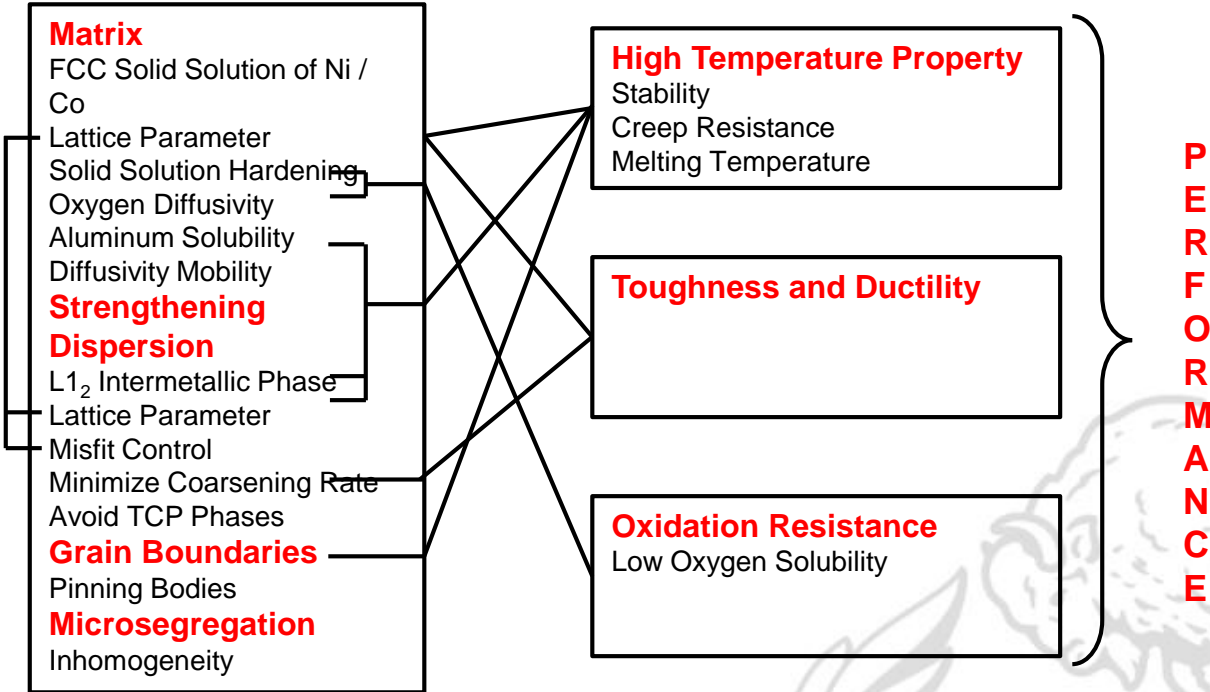 Matrix
FCC Solid Solution of Ni /
Co
Lattice Parameter
Solid Solution Hardening
Oxygen Diffusivity
Aluminum Solubility
Diffusivity Mobility
Strengthening
Dispersion
L1₂ Intermetallic Phase
Lattice Parameter
Misfit Control
Minimize Coarsening Rate
Avoid TCP Phases
Grain Boundaries
Pinning Bodies
Microsegregation
Inhomogeneity
High Temperature Property
Stability
Creep Resistance
Melting Temperature
Toughness and Ductility
Oxidation Resistance
Low Oxygen Solubility
P
E
R
F
O
R
M
A
N
C
E